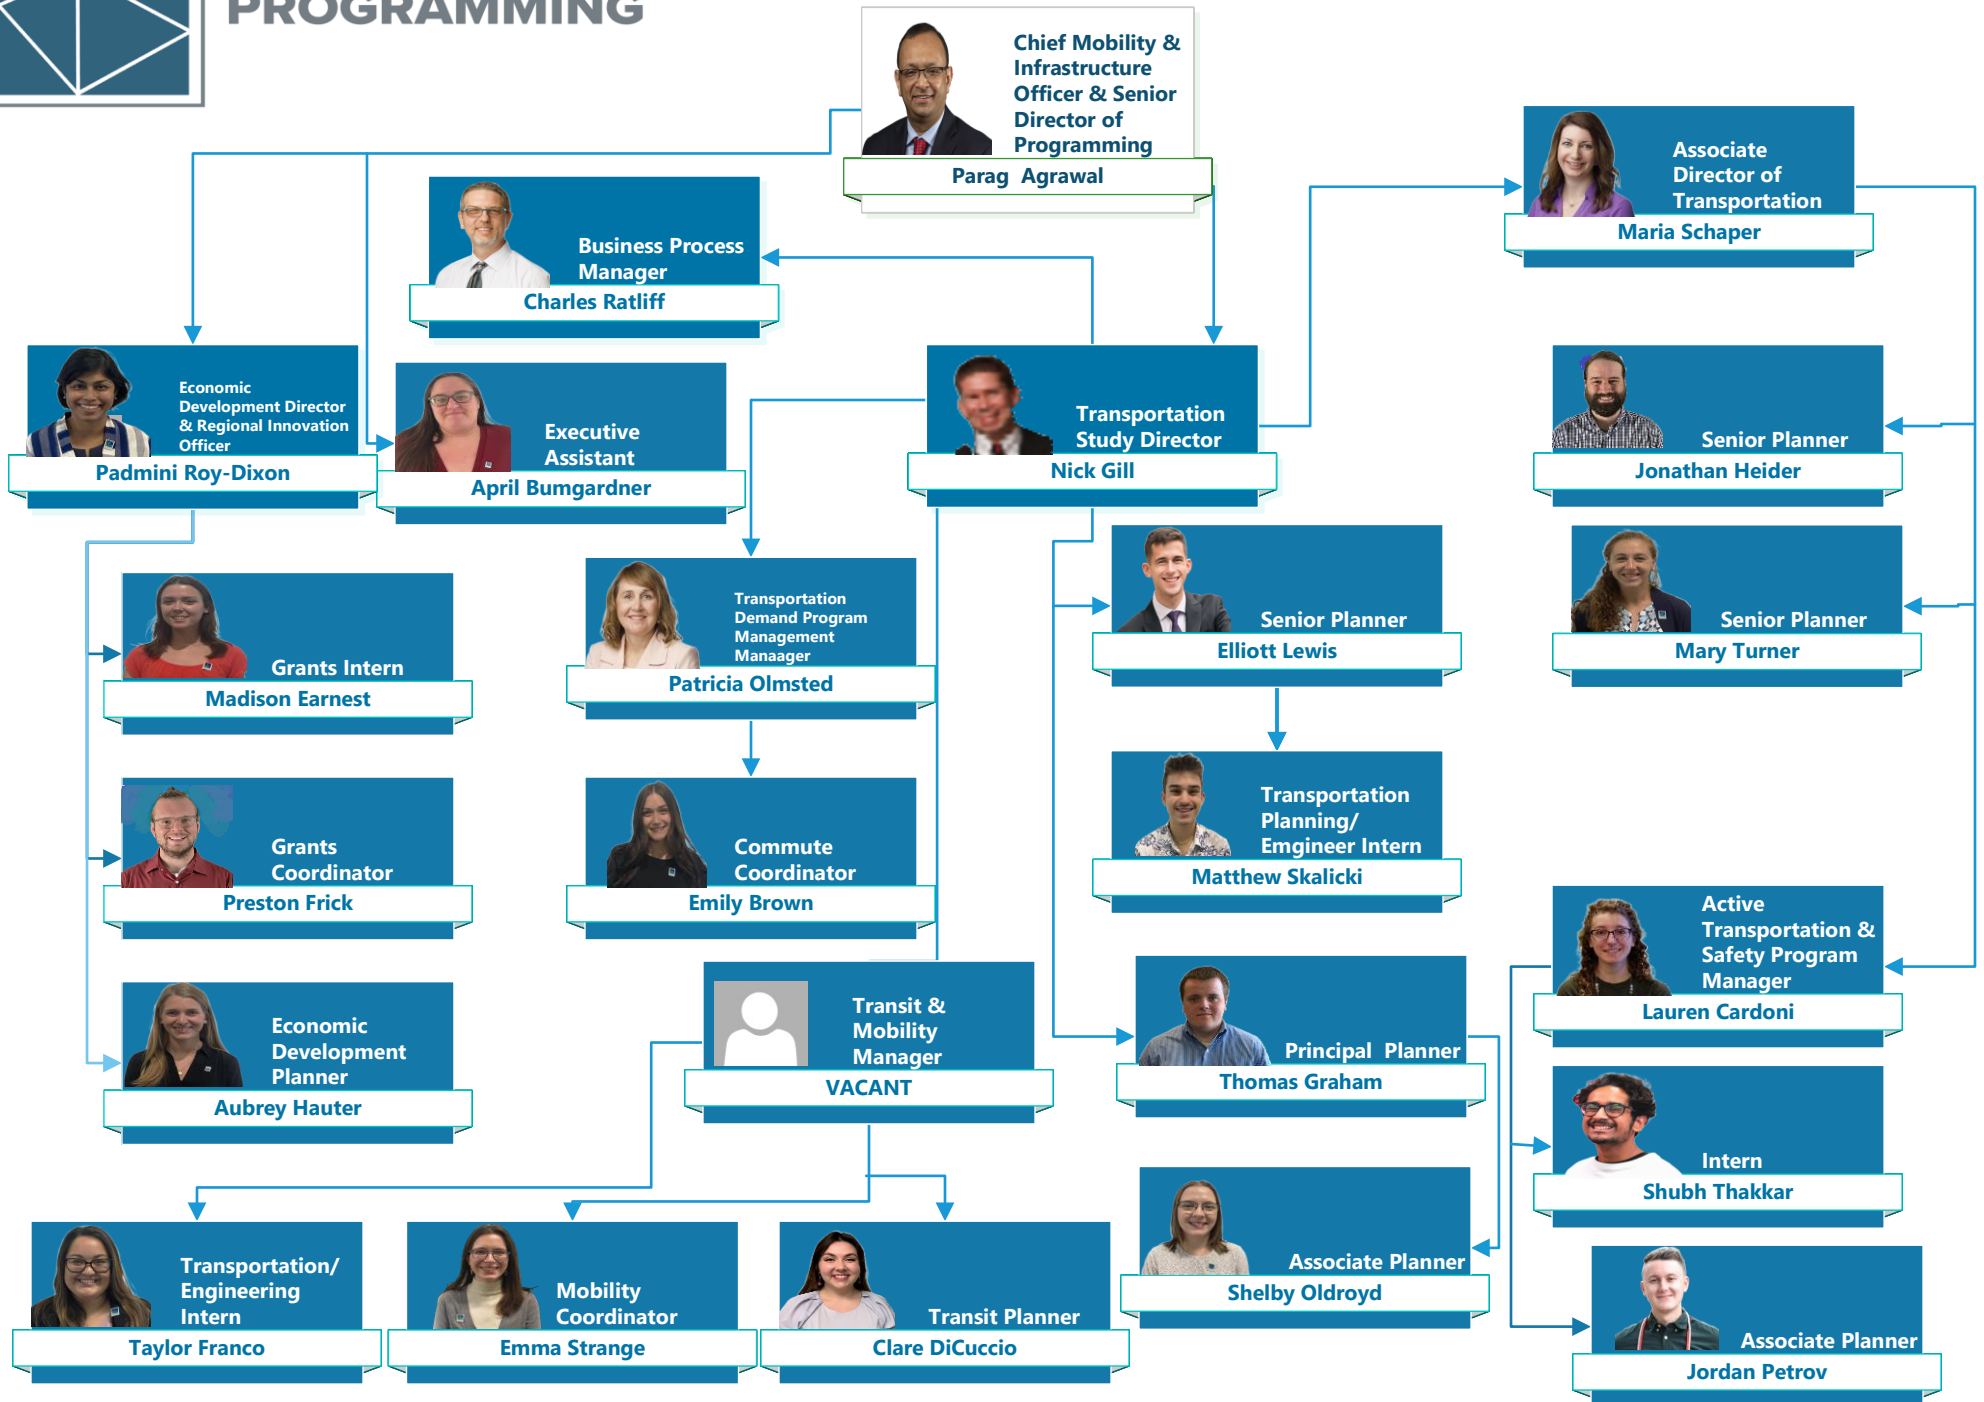 PROGRAMMING
Chief Mobility &
Infrastructure
Officer & Senior
Director of
Programming
Parag Agrawal
Associate
Director of
Transportation
Maria Schaper
Business Process
Manager
Charles Ratliff
Economic
Development Director
& Regional Innovation
Officer
Padmini Roy-Dixon
Executive
Assistant
April Bumgardner
Transportation
Study Director
Nick Gill
Senior Planner
Jonathan Heider
Grants Intern
Madison Earnest
Transportation
Demand Program
Management
Manaager
Patricia Olmsted
Senior Planner
Elliott Lewis
Senior Planner
Mary Turner
Grants
Coordinator
Preston Frick
Commute
Coordinator
Emily Brown
Transportation
Planning/
Emgineer Intern
Matthew Skalicki
Active
Transportation &
Safety Program
Manager
Lauren Cardoni
Economic
Development
Planner
Aubrey Hauter
Transit &
Mobility
Manager
VACANT
Principal Planner
Thomas Graham
Intern
Shubh Thakkar
Associate Planner
Shelby Oldroyd
Transportation/
Engineering
Intern
Taylor Franco
Mobility
Coordinator
Emma Strange
Transit Planner
Clare DiCuccio
Associate Planner
Jordan Petrov